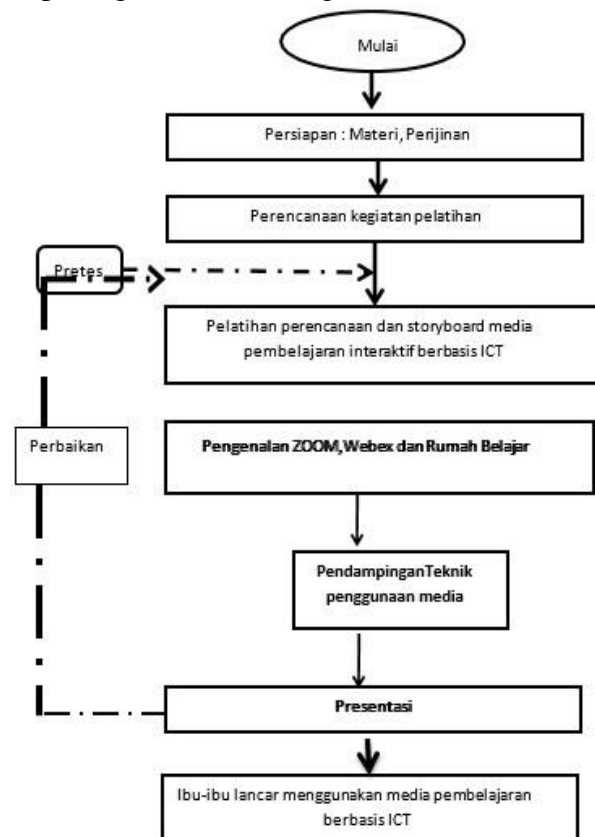 Mulai
Persiapan : Materi, Perijinan
Perencanaan kegiatan pelatihan
Pretes
Pelatihan perencanaan dan storyboard media
pembelajaran interaktif berbasis ICT
Perbaikan
Pengenalan ZOOM, Webex dan Rumah Belajar
PendampinganTeknik
penggunaan media
Presentasi
Ibu-ibu lancar menggunakan media pembelajaran
berbasis ICT